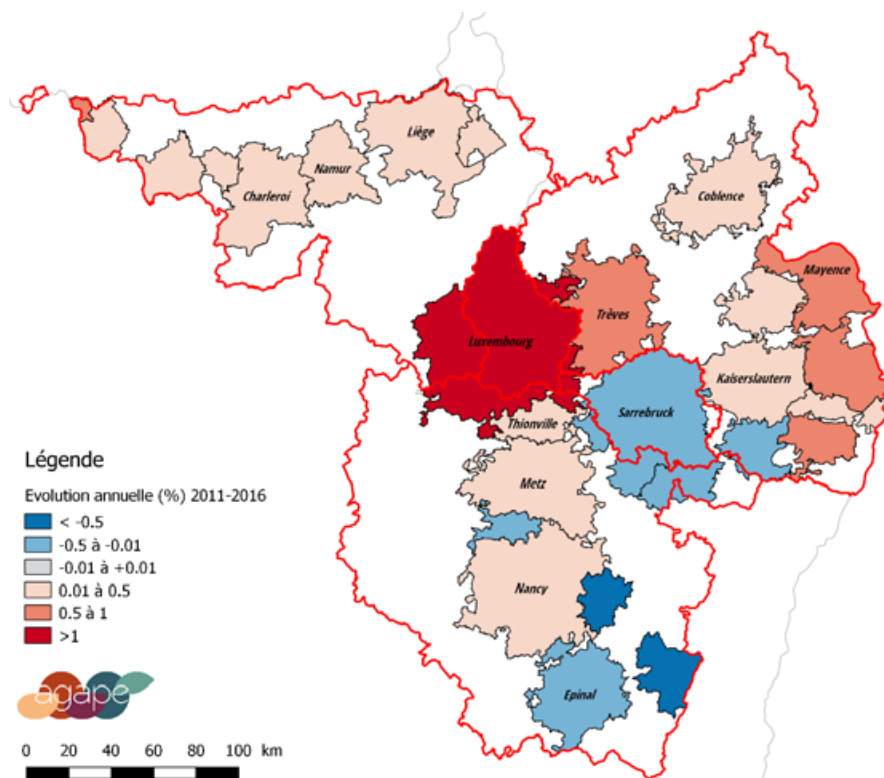 Liège
Namur
Charleroi
Coblence
Mayence
Trèves
Luxembourg
Kaiserslautern
Sarrebruck
Thionville
Metz
Nancy
Epinal
Légende
Evolution annuelle (%) 2011-2016
< -0.5
-0.5 à -0.01
-0.01 à +0.01
0.01 à 0.5
0.5 à 1
>1
agape
0 20 40 60 80 100 km